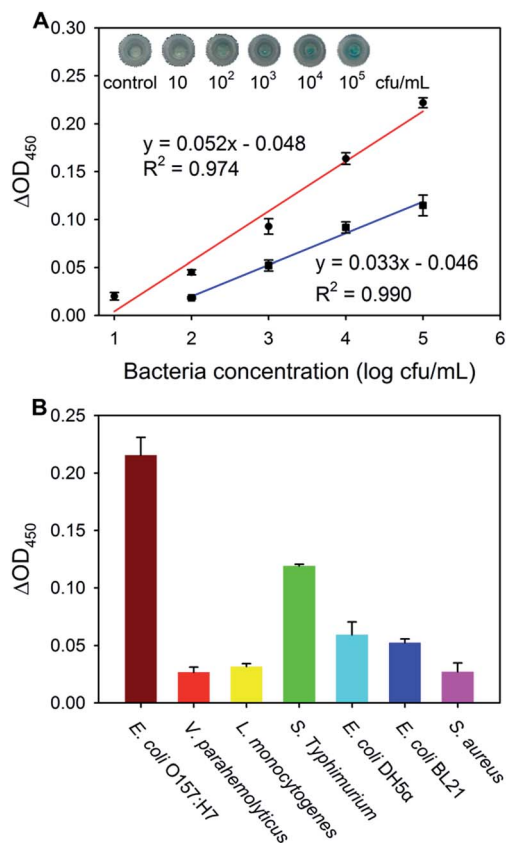 A
0.30
0.25
0.20
0.15
0.10
0.05
0.00
ΔOD₄₅₀
control 10 10² 10³ 10⁴ 10⁵ cfu/mL
y = 0.052x - 0.048
R² = 0.974
y = 0.033x - 0.046
R² = 0.990
1 2 3 4 5 6
Bacteria concentration (log cfu/mL)
B
0.25
0.20
0.15
0.10
0.05
0.00
ΔOD₄₅₀
E. coli O157:H7
V. parahemolyticus
L. monocytogenes
S. Typhimurium
E. coli DH5α
E. coli BL21
S. aureus